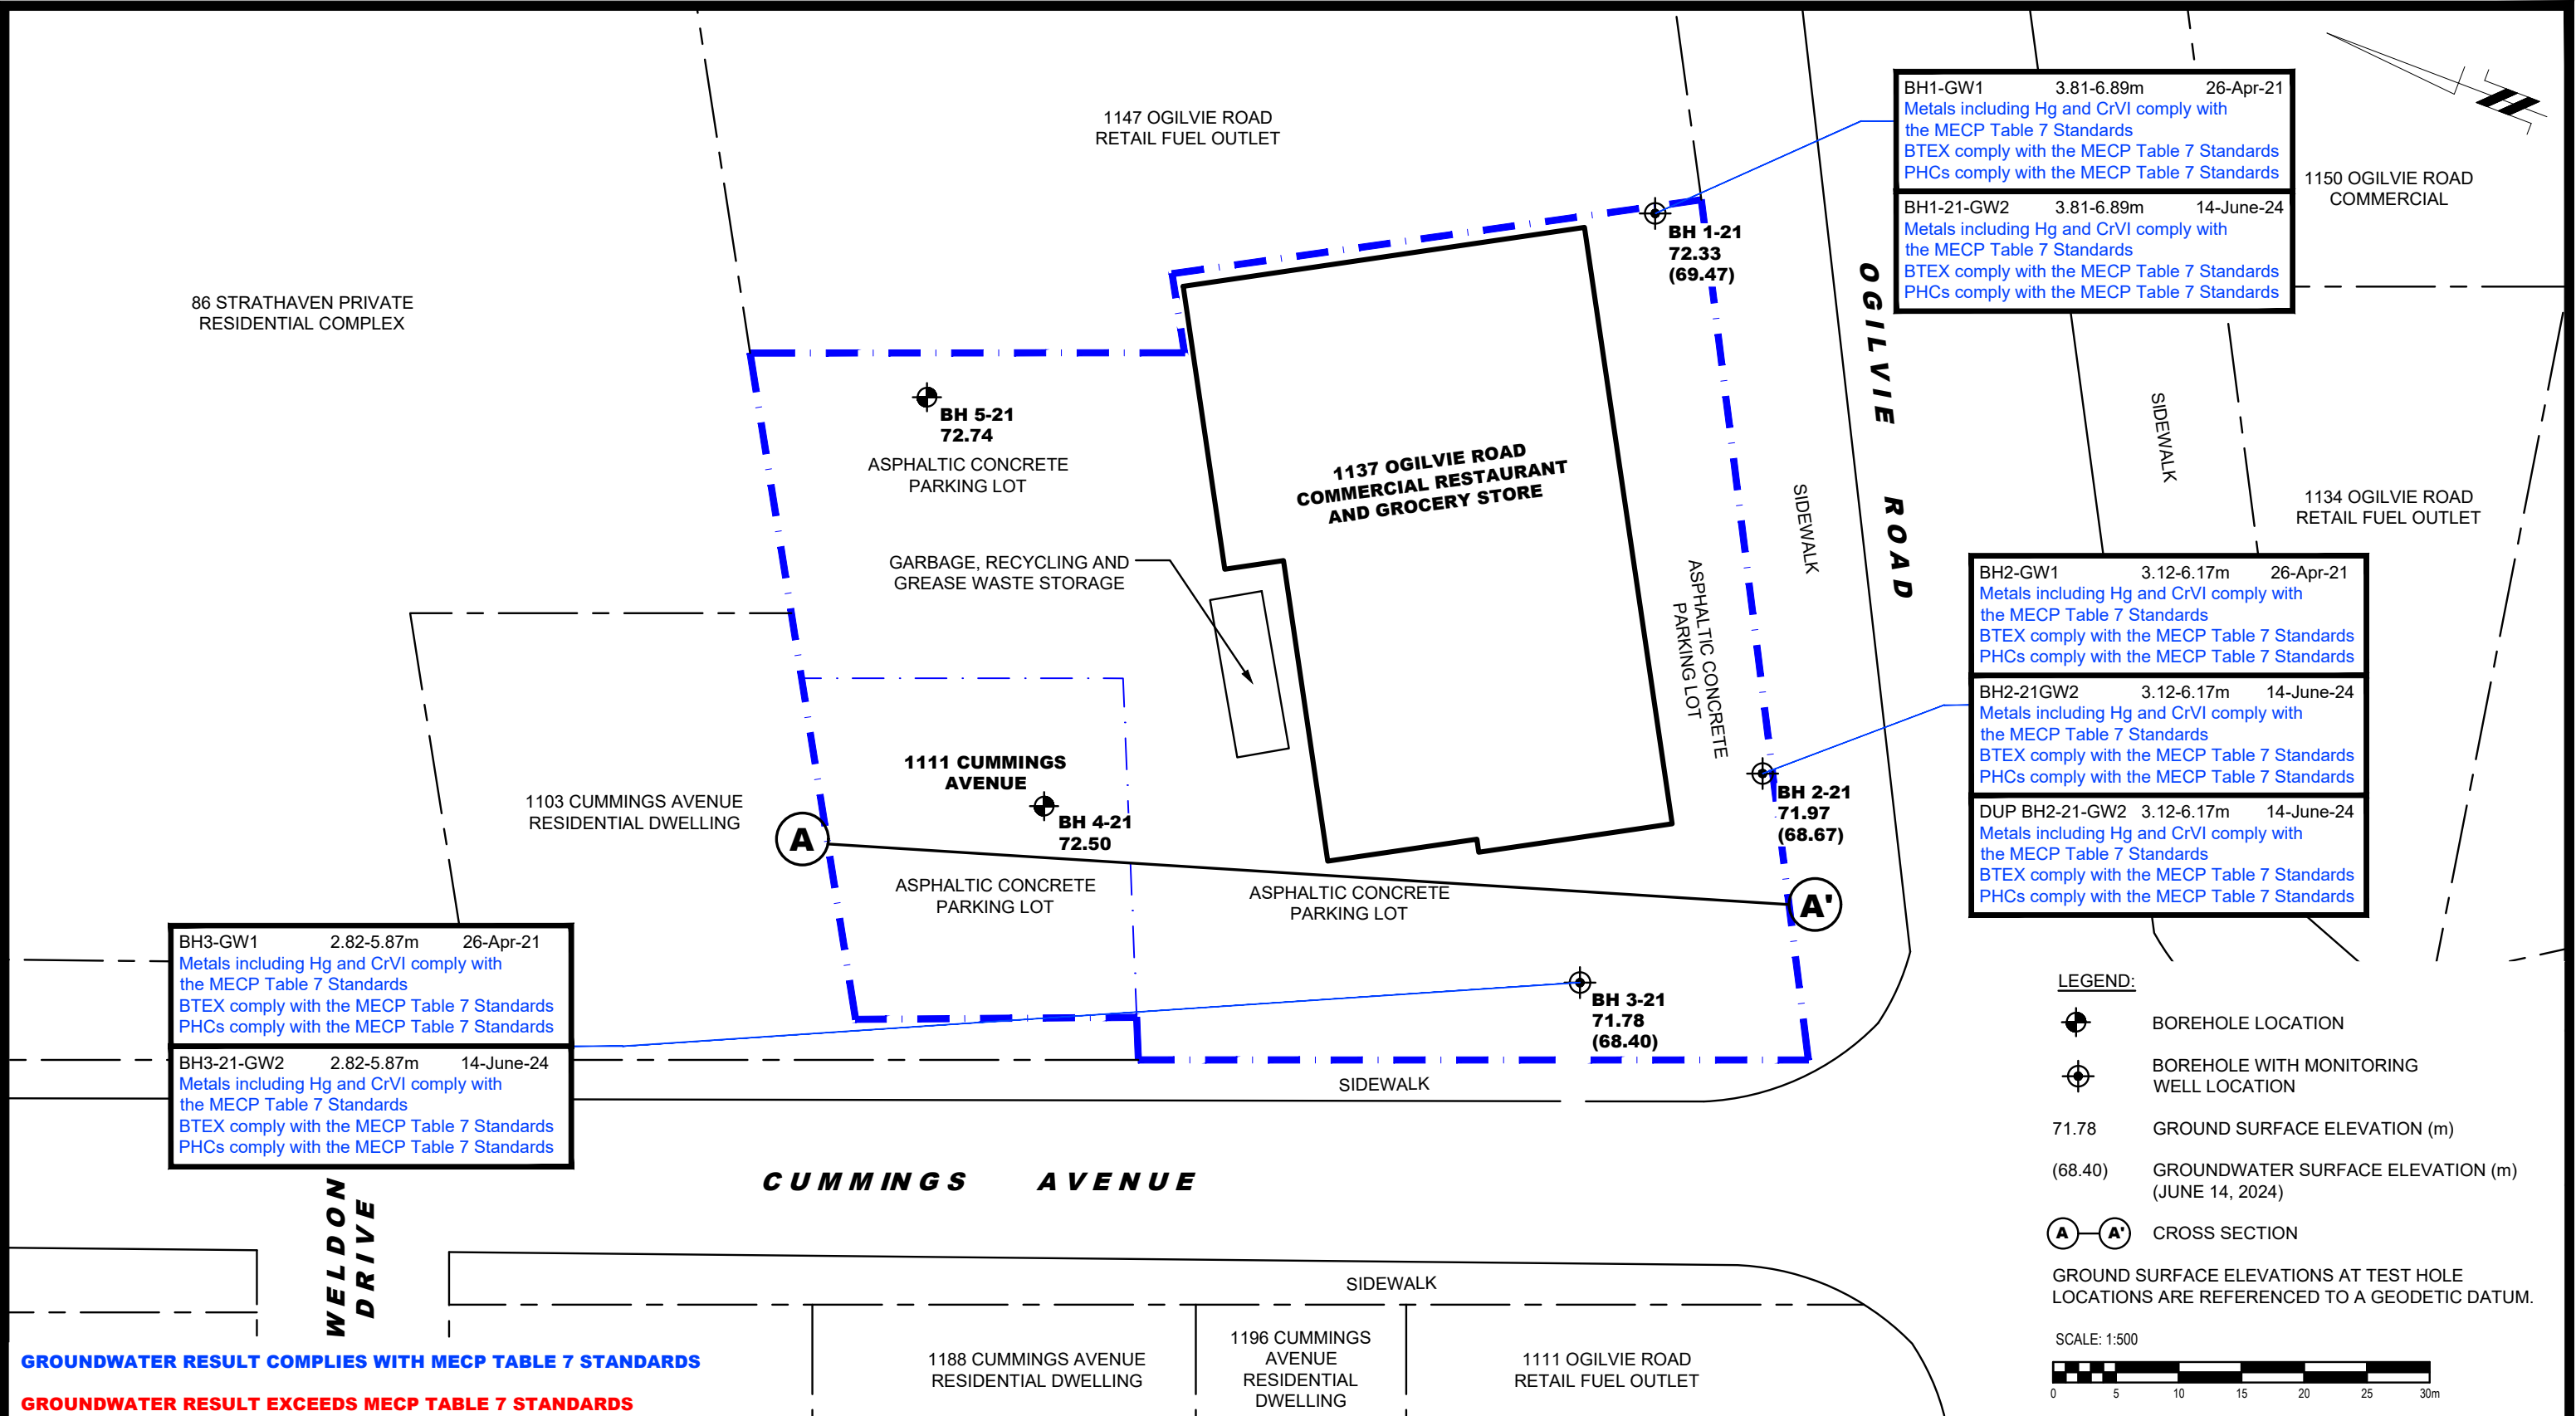 1147 OGILVIE ROAD
RETAIL FUEL OUTLET
BH1-GW1 3.81-6.89m 26-Apr-21
Metals including Hg and CrVI comply with
the MECP Table 7 Standards
BTEX comply with the MECP Table 7 Standards
PHCs comply with the MECP Table 7 Standards
BH1-21-GW2 3.81-6.89m 14-June-24
Metals including Hg and CrVI comply with
the MECP Table 7 Standards
BTEX comply with the MECP Table 7 Standards
PHCs comply with the MECP Table 7 Standards
1150 OGILVIE ROAD
COMMERCIAL
BH 1-21
72.33
(69.47)
86 STRATHAVEN PRIVATE
RESIDENTIAL COMPLEX
OGILVIE ROAD
BH 5-21
72.74
ASPHALTIC CONCRETE
PARKING LOT
1137 OGILVIE ROAD
COMMERCIAL RESTAURANT
AND GROCERY STORE
SIDEWALK
SIDEWALK
1134 OGILVIE ROAD
RETAIL FUEL OUTLET
GARBAGE, RECYCLING AND
GREASE WASTE STORAGE
ASPHALTIC CONCRETE
PARKING LOT
BH2-GW1 3.12-6.17m 26-Apr-21
Metals including Hg and CrVI comply with
the MECP Table 7 Standards
BTEX comply with the MECP Table 7 Standards
PHCs comply with the MECP Table 7 Standards
BH2-21GW2 3.12-6.17m 14-June-24
Metals including Hg and CrVI comply with
the MECP Table 7 Standards
BTEX comply with the MECP Table 7 Standards
PHCs comply with the MECP Table 7 Standards
DUP BH2-21-GW2 3.12-6.17m 14-June-24
Metals including Hg and CrVI comply with
the MECP Table 7 Standards
BTEX comply with the MECP Table 7 Standards
PHCs comply with the MECP Table 7 Standards
1111 CUMMINGS
AVENUE
1103 CUMMINGS AVENUE
RESIDENTIAL DWELLING
A
BH 4-21
72.50
BH 2-21
71.97
(68.67)
ASPHALTIC CONCRETE
PARKING LOT
ASPHALTIC CONCRETE
PARKING LOT
A'
BH3-GW1 2.82-5.87m 26-Apr-21
Metals including Hg and CrVI comply with
the MECP Table 7 Standards
BTEX comply with the MECP Table 7 Standards
PHCs comply with the MECP Table 7 Standards
BH3-21-GW2 2.82-5.87m 14-June-24
Metals including Hg and CrVI comply with
the MECP Table 7 Standards
BTEX comply with the MECP Table 7 Standards
PHCs comply with the MECP Table 7 Standards
BH 3-21
71.78
(68.40)
SIDEWALK
CUMMINGS AVENUE
WELDON
DRIVE
SIDEWALK
LEGEND:
BOREHOLE LOCATION
BOREHOLE WITH MONITORING
WELL LOCATION
71.78 GROUND SURFACE ELEVATION (m)
(68.40) GROUNDWATER SURFACE ELEVATION (m)
(JUNE 14, 2024)
A A' CROSS SECTION
GROUND SURFACE ELEVATIONS AT TEST HOLE
LOCATIONS ARE REFERENCED TO A GEODETIC DATUM.
SCALE: 1:500
0 5 10 15 20 25 30m
GROUNDWATER RESULT COMPLIES WITH MECP TABLE 7 STANDARDS
GROUNDWATER RESULT EXCEEDS MECP TABLE 7 STANDARDS
1188 CUMMINGS AVENUE
RESIDENTIAL DWELLING
1196 CUMMINGS
AVENUE
RESIDENTIAL
DWELLING
1111 OGILVIE ROAD
RETAIL FUEL OUTLET